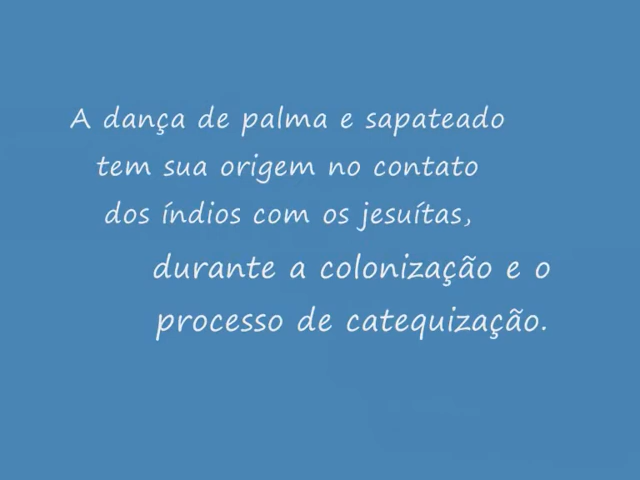 A dança de palma e sapateado
tem sua origem no contato
dos índios com os jesuítas,
durante a colonização e o
processo de catequização.